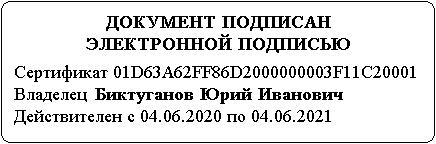 ДОКУМЕНТ ПОДПИСАН
ЭЛЕКТРОННОЙ ПОДПИСЬЮ
Сертификат 01D63A62FF86D2000000003F11C20001
Владелец Биктуганов Юрий Иванович
Действителен с 04.06.2020 по 04.06.2021